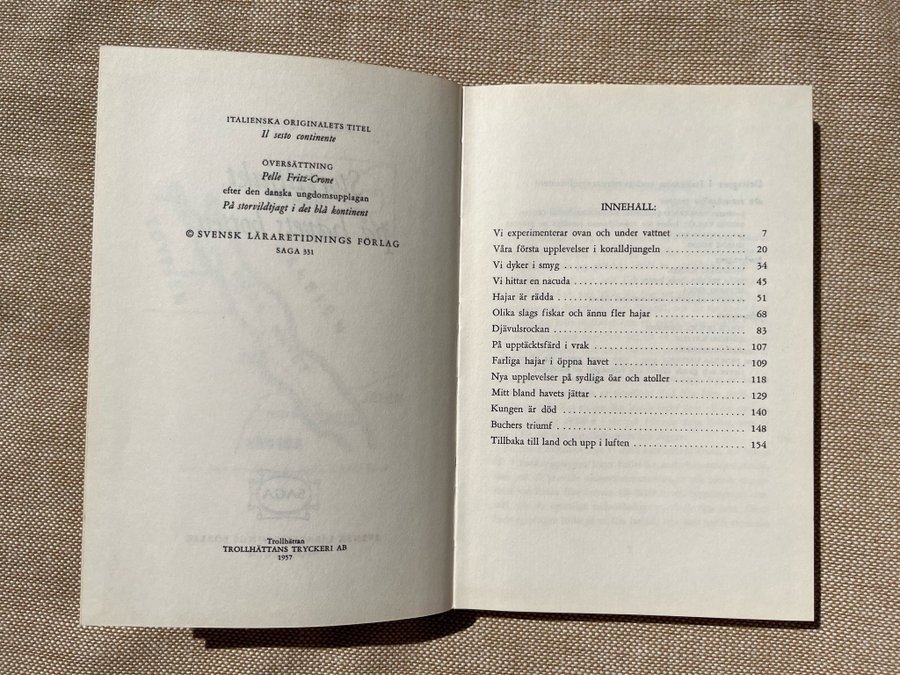 ITALIENSKA ORIGINALETS TITEL
Il sesto continente
ÖVERSÄTTNING
Pelle Fritz-Crone
efter den danska ungdomsupplagan
På storvildtjagt i det blå kontinent
© SVENSK LÄRARETIDNINGS FÖRLAG
SAGA 331
Trollhättan
TROLLHÄTTANS TRYCKERI AB
1957
INNEHÅLL:
Vi experimenterar ovan och under vattnet .................. 7
Våra första upplevelser i koralldjungeln .................. 20
Vi dyker i smyg .................. 34
Vi hittar en nacuda .................. 45
Hajar är rädda .................. 51
Olika slags fiskar och ännu fler hajar .................. 68
Djävulsrockan .................. 83
På upptäcktsfärd i vrak .................. 107
Farliga hajar i öppna havet .................. 109
Nya upplevelser på sydliga öar och atoller .................. 118
Mitt bland havets jättar .................. 129
Kungen är död .................. 140
Buchers triumf .................. 148
Tillbaka till land och upp i luften .................. 154